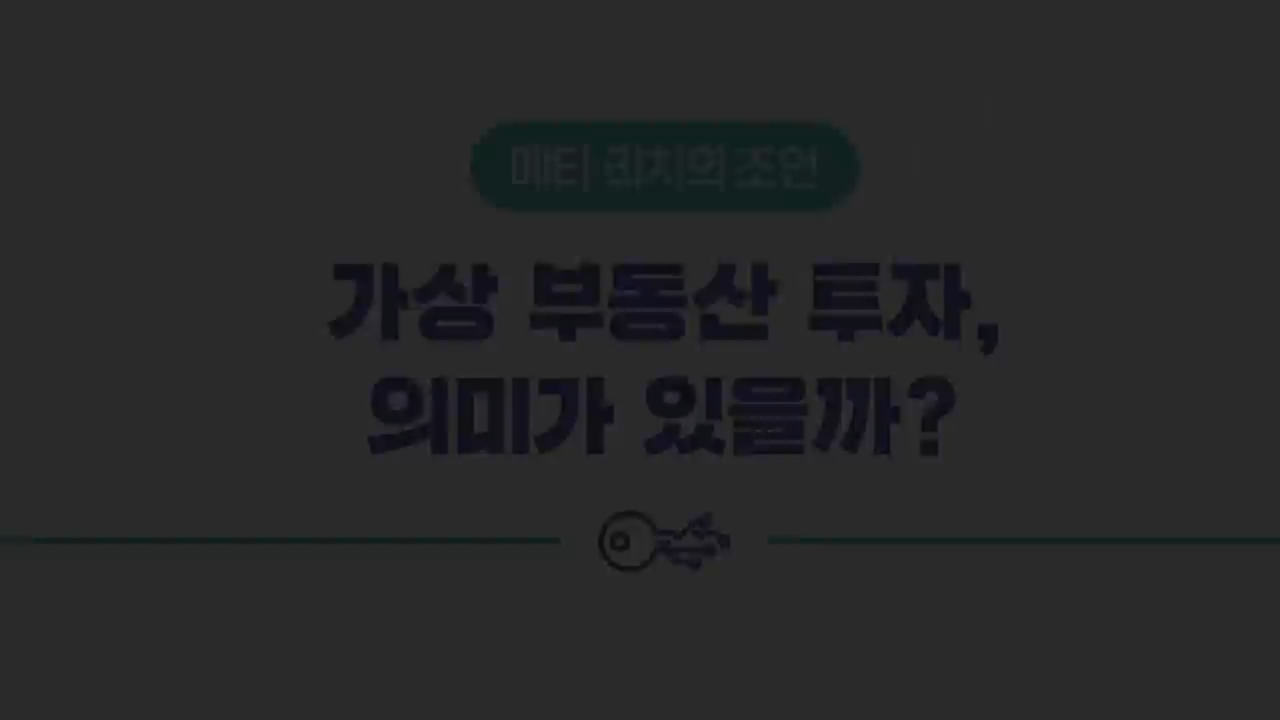 매티 리치의 조언
가상 부동산 투자,
의미가 있을까?